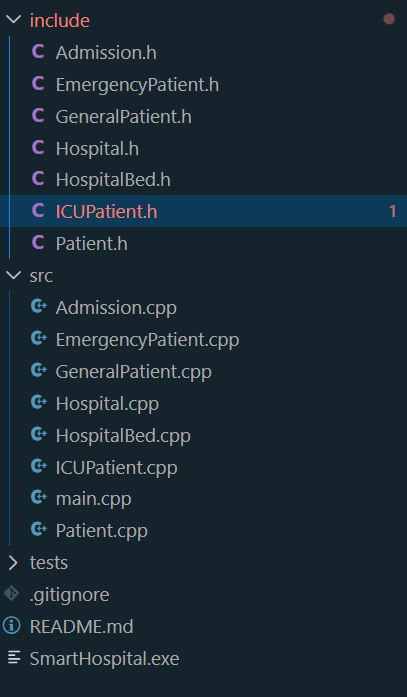 include
Admission.h
EmergencyPatient.h
GeneralPatient.h
Hospital.h
HospitalBed.h
ICUPatient.h 1
Patient.h
src
Admission.cpp
EmergencyPatient.cpp
GeneralPatient.cpp
Hospital.cpp
HospitalBed.cpp
ICUPatient.cpp
main.cpp
Patient.cpp
tests
.gitignore
README.md
SmartHospital.exe